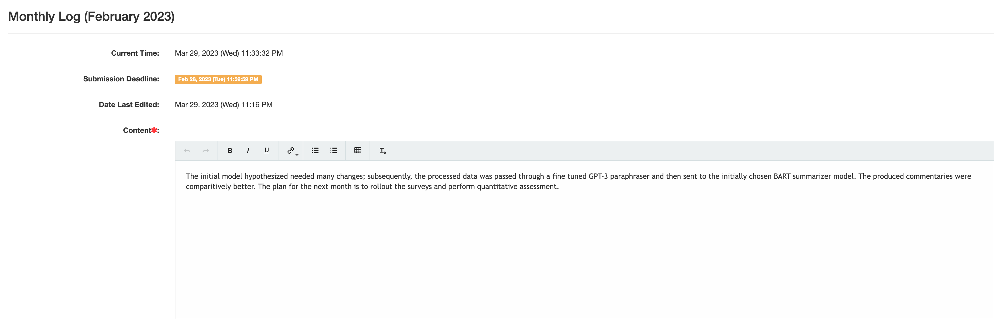 Monthly Log (February 2023)
Current Time: Mar 29, 2023 (Wed) 11:33:32 PM
Submission Deadline: Feb 28, 2023 (Tue) 11:59:59 PM
Date Last Edited: Mar 29, 2023 (Wed) 11:16 PM
Content✱:
B I U
The initial model hypothesized needed many changes; subsequently, the processed data was passed through a fine tuned GPT-3 paraphraser and then sent to the initially chosen BART summarizer model. The produced commentaries were
comparitively better. The plan for the next month is to rollout the surveys and perform quantitative assessment.